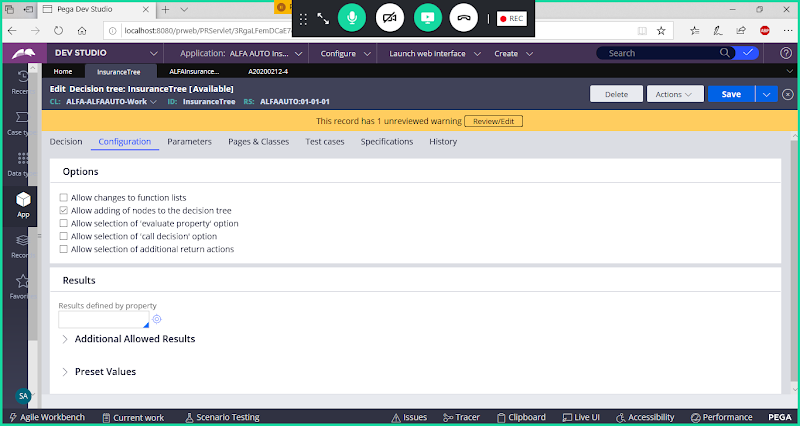 Pega Dev Studio
REC
localhost:8080/prweb/PRServlet/3RgaLFemDCaE7
DEV STUDIO
Application: ALFA AUTO Ins...
Configure
Launch web interface
Create
Search
Home
InsuranceTree
ALFAInsurance...
A20200212-4
Recen
Edit Decision tree: InsuranceTree [Available]
CL: ALFA-ALFAAUTO-Work
ID: InsuranceTree
RS: ALFAAUTO:01-01-01
Delete
Actions
Save
This record has 1 unreviewed warning
Review/Edit
Case typ
Decision
Configuration
Parameters
Pages & Classes
Test cases
Specifications
History
Data typ
Options
App
Allow changes to function lists
Allow adding of nodes to the decision tree
Allow selection of 'evaluate property' option
Allow selection of 'call decision' option
Allow selection of additional return actions
Recor
Results
Favorit
Results defined by property
Additional Allowed Results
Preset Values
SA
Agile Workbench
Current work
Scenario Testing
Issues
Tracer
Clipboard
Live UI
Accessibility
Performance
PEGA